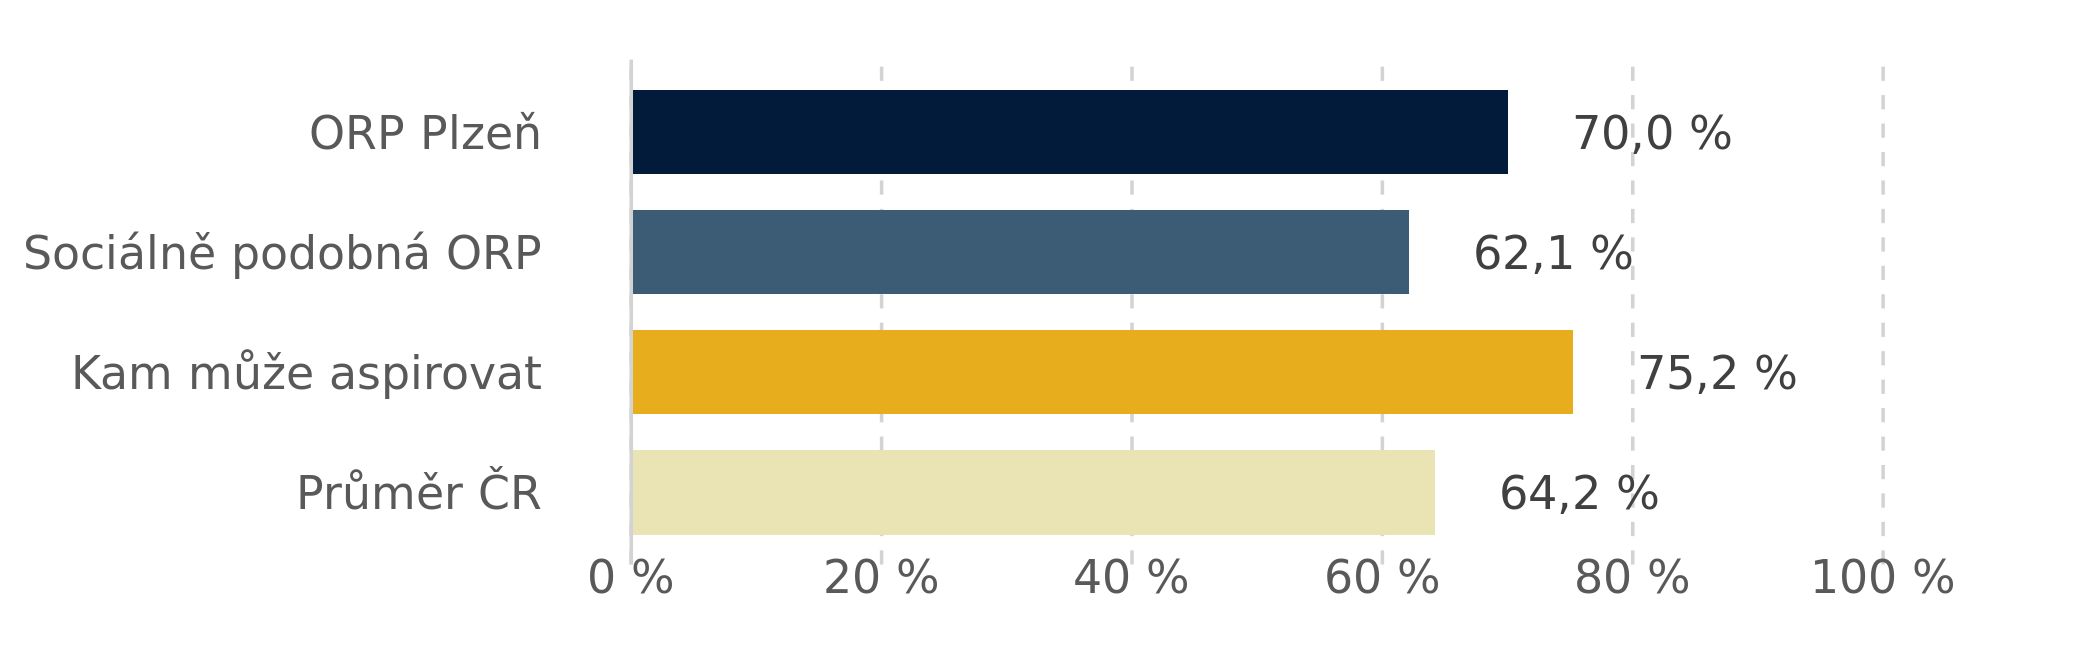 ORP Plzeň 70,0 %
Sociálně podobná ORP 62,1 %
Kam může aspirovat 75,2 %
Průměr ČR 64,2 %
0 % 20 % 40 % 60 % 80 % 100 %